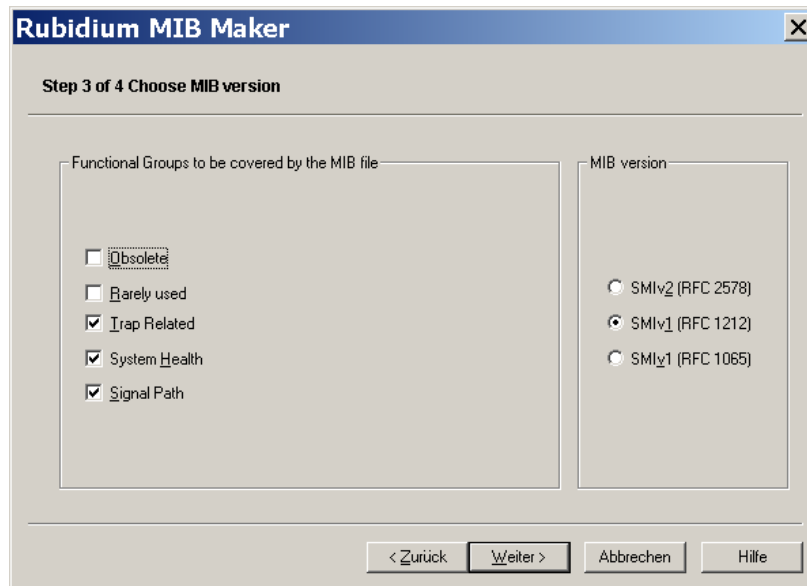 Rubidium MIB Maker
Step 3 of 4 Choose MIB version
Functional Groups to be covered by the MIB file
Obsolete
Rarely used
Trap Related
System Health
Signal Path
MIB version
SMIv2 (RFC 2578)
SMIv1 (RFC 1212)
SMIv1 (RFC 1065)
< Zurück
Weiter >
Abbrechen
Hilfe